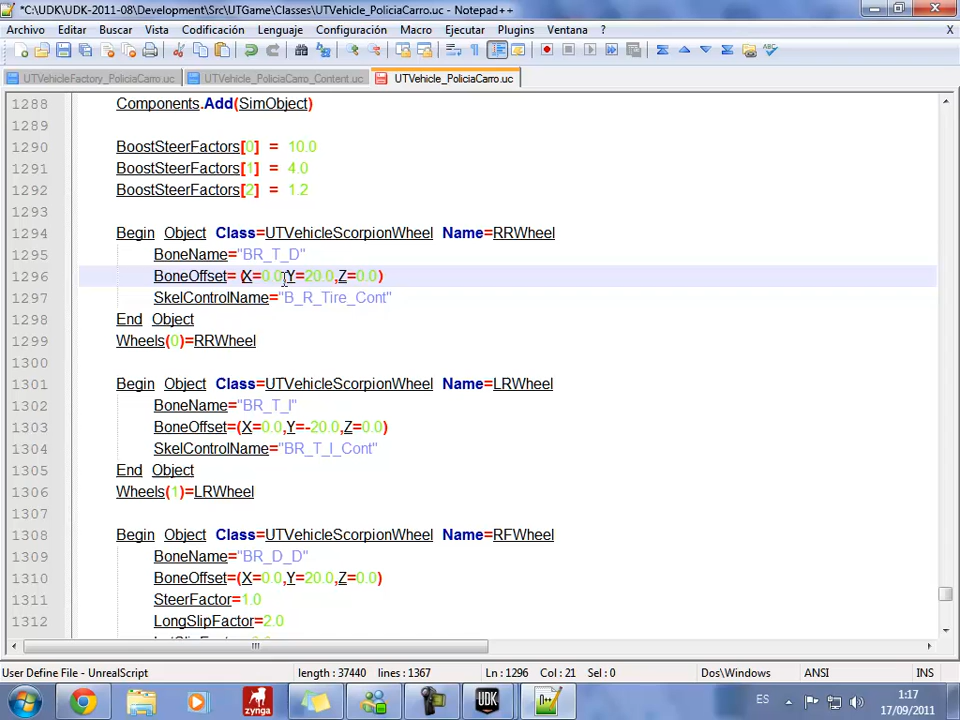 *C:\UDK\UDK-2011-08\Development\Src\UTGame\Classes\UTVehicle_PoliciaCarro.uc - Notepad++
Archivo Editar Buscar Vista Codificación Lenguaje Configuración Macro Ejecutar Plugins Ventana ? X
UTVehicleFactory_PoliciaCarro.uc UTVehicle_PoliciaCarro_Content.uc UTVehicle_PoliciaCarro.uc
1288 Components.Add(SimObject)
1289
1290 BoostSteerFactors[0] = 10.0
1291 BoostSteerFactors[1] = 4.0
1292 BoostSteerFactors[2] = 1.2
1293
1294 Begin Object Class=UTVehicleScorpionWheel Name=RRWheel
1295 BoneName="BR_T_D"
1296 BoneOffset= (X=0.0,Y=20.0,Z=0.0)
1297 SkelControlName="B_R_Tire_Cont"
1298 End Object
1299 Wheels(0)=RRWheel
1300
1301 Begin Object Class=UTVehicleScorpionWheel Name=LRWheel
1302 BoneName="BR_T_I"
1303 BoneOffset=(X=0.0,Y=-20.0,Z=0.0)
1304 SkelControlName="BR_T_I_Cont"
1305 End Object
1306 Wheels(1)=LRWheel
1307
1308 Begin Object Class=UTVehicleScorpionWheel Name=RFWheel
1309 BoneName="BR_D_D"
1310 BoneOffset=(X=0.0,Y=20.0,Z=0.0)
1311 SteerFactor=1.0
1312 LongSlipFactor=2.0
User Define File - UnrealScript length : 37440 lines : 1367 Ln : 1296 Col : 21 Sel : 0 Dos\Windows ANSI INS
zynga UDK ES 1:17
17/09/2011